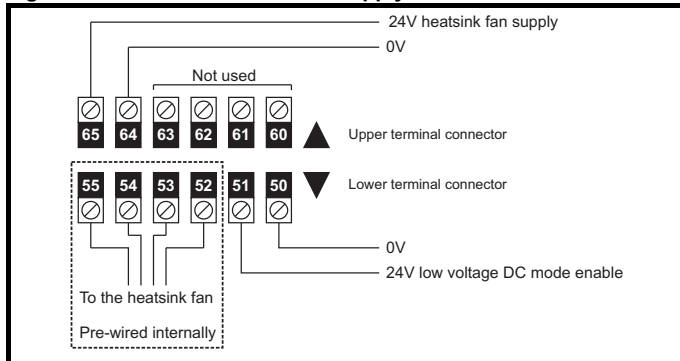 24V heatsink fan supply
0V
Not used
65 64 63 62 61 60
Upper terminal connector
55 54 53 52 51 50
Lower terminal connector
0V
24V low voltage DC mode enable
To the heatsink fan
Pre-wired internally